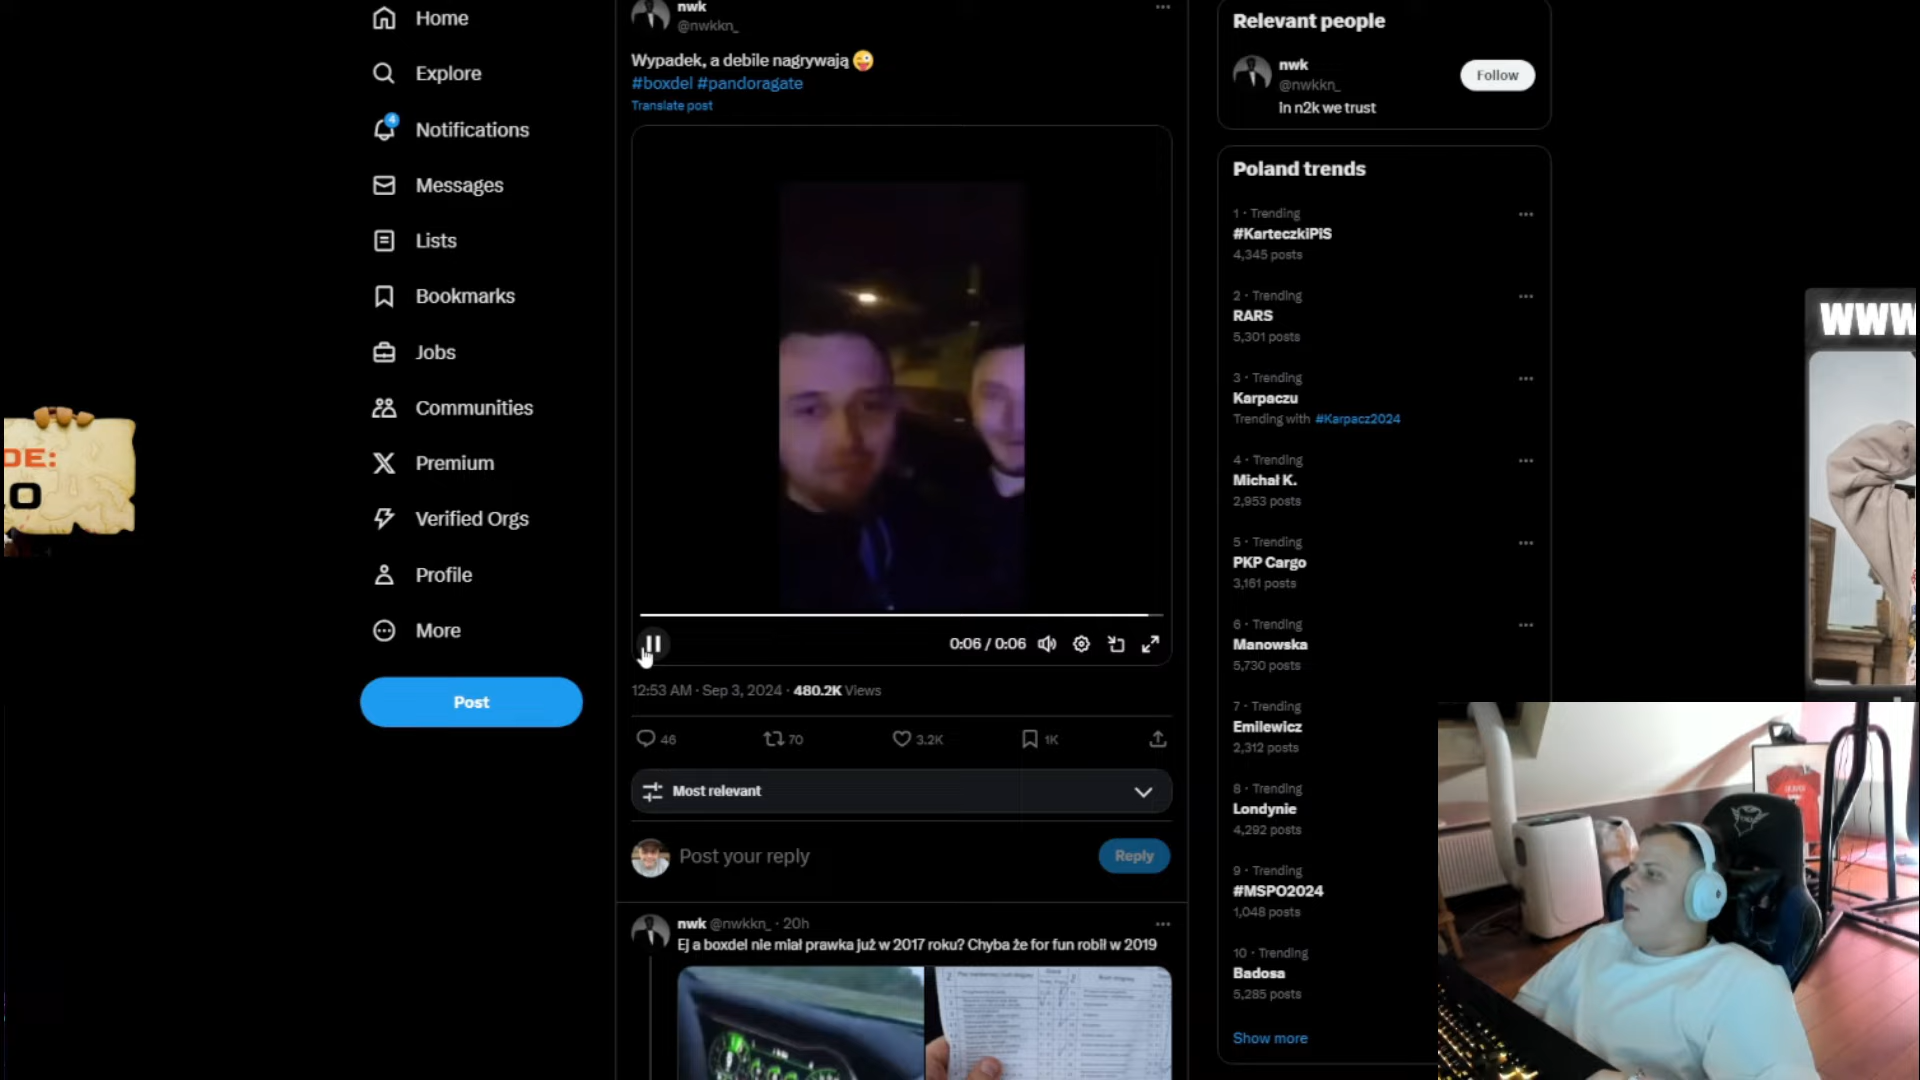 Home
Explore
4
Notifications
Messages
Lists
Bookmarks
Jobs
Communities
Premium
Verified Orgs
Profile
More
Post
DE:
O
nwk
@nwkkn_
Wypadek, a debile nagrywają 😜
#boxdel #pandoragate
Translate post
0:06 / 0:06
12:53 AM · Sep 3, 2024 · 480.2K Views
46
70
3.2K
1K
Most relevant
Post your reply
Reply
nwk @nwkkn_ · 20h
Ej a boxdel nie miał prawka już w 2017 roku? Chyba że for fun robił w 2019
Relevant people
nwk
@nwkkn_
Follow
In n2k we trust
Poland trends
1 · Trending
#KarteczkiPiS
4,345 posts
2 · Trending
RARS
5,301 posts
3 · Trending
Karpaczu
Trending with #Karpacz2024
4 · Trending
Michał K.
2,953 posts
5 · Trending
PKP Cargo
3,161 posts
6 · Trending
Manowska
5,730 posts
7 · Trending
Emilewicz
2,312 posts
8 · Trending
Londynie
4,292 posts
9 · Trending
#MSPO2024
1,048 posts
10 · Trending
Badosa
5,285 posts
Show more
WWW